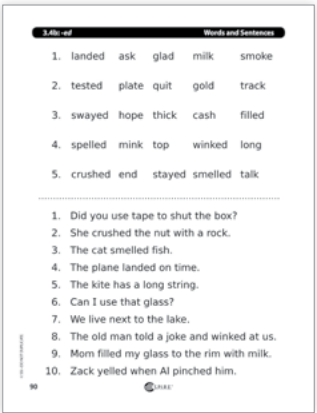 3.4b: -ed Words and Sentences
1. landed ask glad milk smoke
2. tested plate quit gold track
3. swayed hope thick cash filled
4. spelled mink top winked long
5. crushed end stayed smelled talk
1. Did you use tape to shut the box?
2. She crushed the nut with a rock.
3. The cat smelled fish.
4. The plane landed on time.
5. The kite has a long string.
6. Can I use that glass?
7. We live next to the lake.
8. The old man told a joke and winked at us.
9. Mom filled my glass to the rim with milk.
10. Zack yelled when Al pinched him.
90